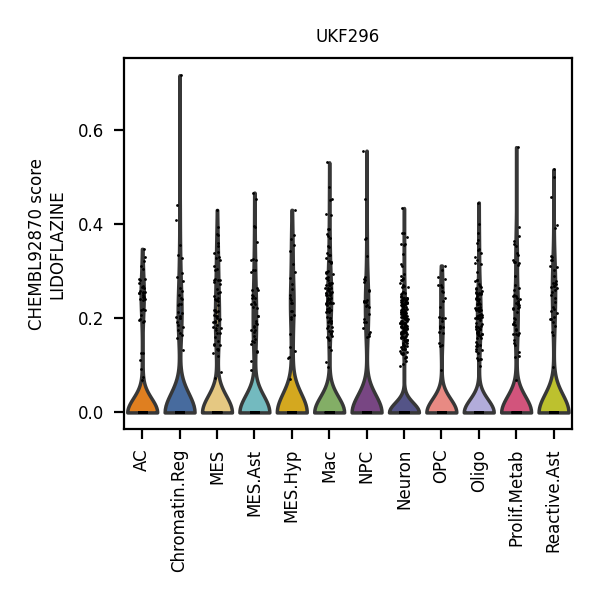 UKF296
CHEMBL92870 score
LIDOFLAZINE
0.6
0.4
0.2
0.0
AC
Chromatin.Reg
MES
MES.Ast
MES.Hyp
Mac
NPC
Neuron
OPC
Oligo
Prolif.Metab
Reactive.Ast